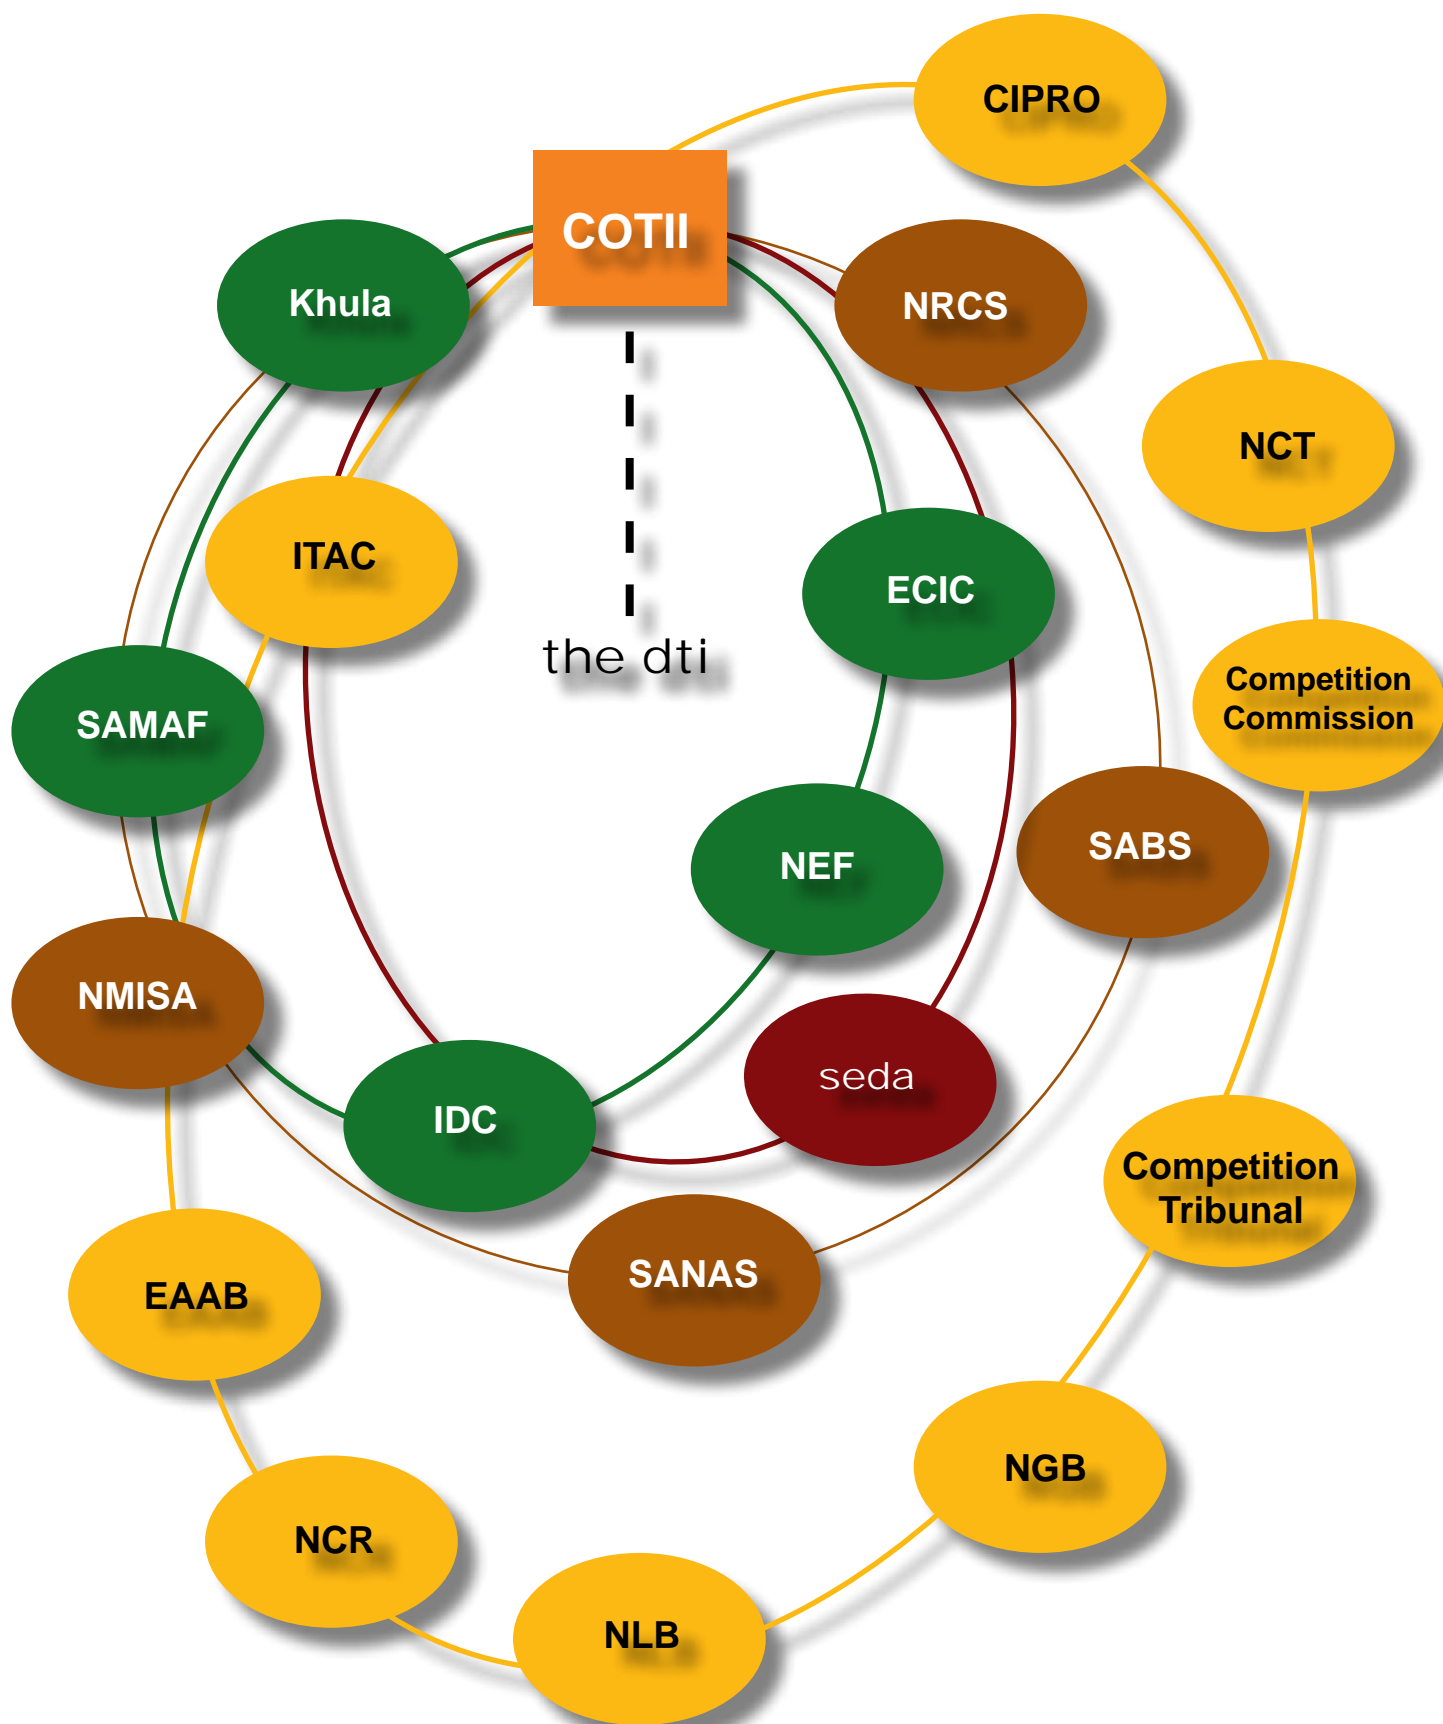 CIPRO
COTII
Khula
NRCS
NCT
ITAC
ECIC
the dti
Competition
Commission
SAMAF
SABS
NEF
NMISA
seda
IDC
Competition
Tribunal
SANAS
EAAB
NGB
NCR
NLB